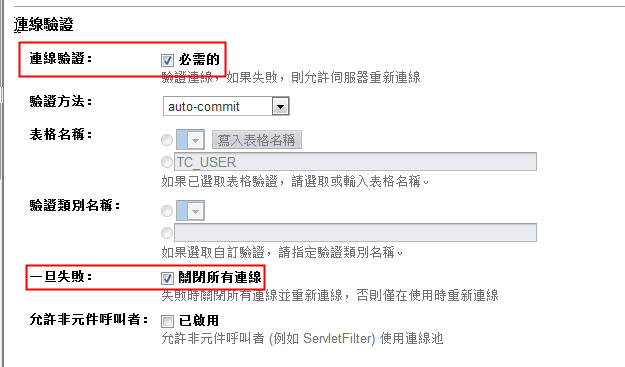 連線驗證
連線驗證： 必需的
驗證連線，如果失敗，則允許伺服器重新連線
驗證方法： auto-commit
表格名稱： 寫入表格名稱
TC_USER
如果已選取表格驗證，請選取或輸入表格名稱。
驗證類別名稱：
如果選取自訂驗證，請指定驗證類別名稱。
一旦失敗： 關閉所有連線
失敗時關閉所有連線並重新連線，否則僅在使用時重新連線
允許非元件呼叫者： 已啟用
允許非元件呼叫者 (例如 ServletFilter) 使用連線池